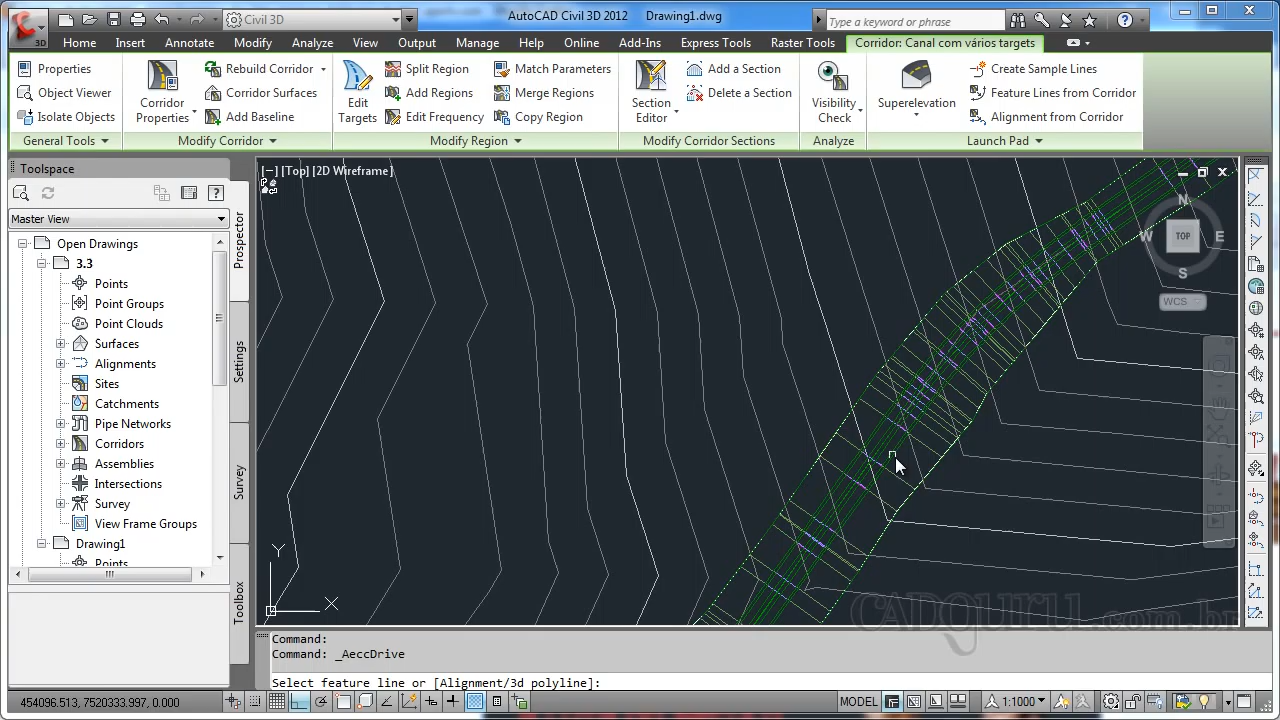 Civil 3D
AutoCAD Civil 3D 2012 Drawing1.dwg
Type a keyword or phrase
3D
Home Insert Annotate Modify Analyze View Output Manage Help Online Add-Ins Express Tools Raster Tools Corridor: Canal com vários targets
Properties
Object Viewer
Isolate Objects
General Tools
Corridor Properties
Rebuild Corridor
Corridor Surfaces
Add Baseline
Modify Corridor
Edit Targets
Split Region
Add Regions
Edit Frequency
Match Parameters
Merge Regions
Copy Region
Modify Region
Section Editor
Add a Section
Delete a Section
Modify Corridor Sections
Visibility Check
Analyze
Superelevation
Create Sample Lines
Feature Lines from Corridor
Alignment from Corridor
Launch Pad
Toolspace
Master View
Open Drawings
3.3
Points
Point Groups
Point Clouds
Surfaces
Alignments
Sites
Catchments
Pipe Networks
Corridors
Assemblies
Intersections
Survey
View Frame Groups
Drawing1
Points
Prospector
Settings
Survey
Toolbox
[−] [Top] [2D Wireframe]
N
W TOP E
S
WCS
Y
X
CADguru.com.br
Command:
Command: _AeccDrive
Select feature line or [Alignment/3d polyline]:
454096.513, 7520333.997, 0.000
MODEL
1:1000